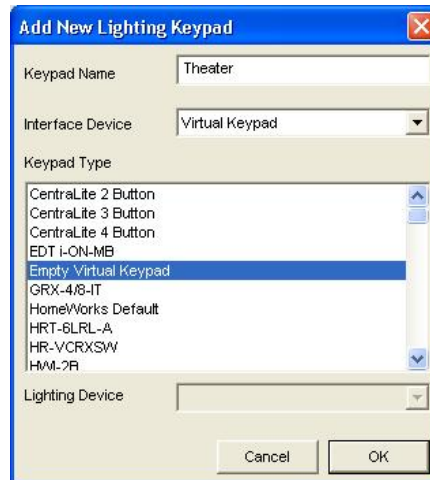 Add New Lighting Keypad
Keypad Name Theater
Interface Device Virtual Keypad
Keypad Type
CentraLite 2 Button
CentraLite 3 Button
CentraLite 4 Button
EDT i-ON-MB
Empty Virtual Keypad
GRX-4/8-IT
HomeWorks Default
HRT-6LRL-A
HR-VCRXSW
HWI-2B
Lighting Device
Cancel OK